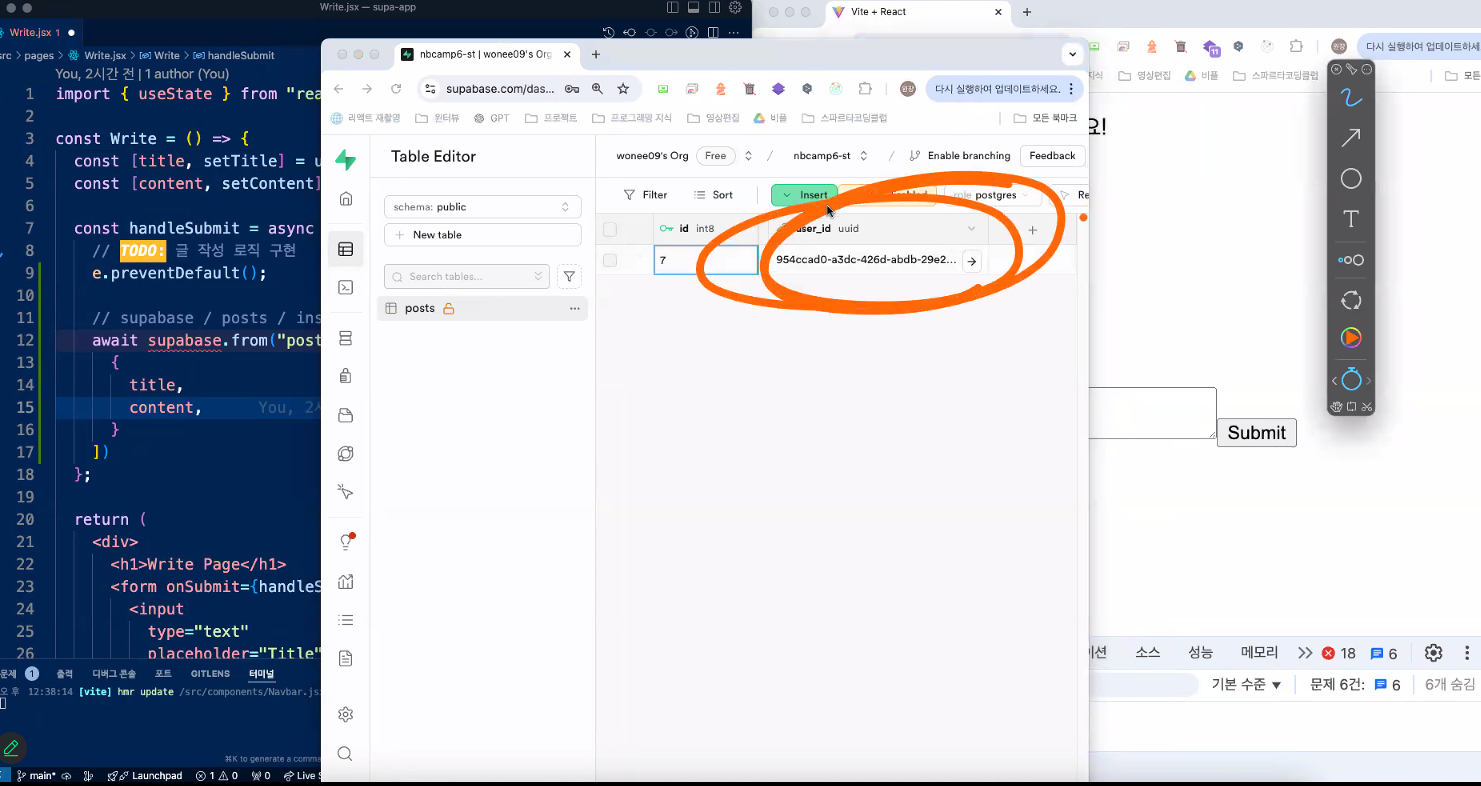 Write.jsx — supa-app
Write.jsx 1
src > pages > Write.jsx > Write > handleSubmit
You, 2시간 전 | 1 author (You)
1 import { useState } from "rea
2
3 const Write = () => {
4 const [title, setTitle] = u
5 const [content, setContent]
6
7 const handleSubmit = async
8 // TODO: 글 작성 로직 구현
9 e.preventDefault();
10
11 // supabase / posts / ins
12 await supabase.from("post
13 {
14 title,
15 content, You, 2시
16 }
17 ])
18 };
19
20 return (
21 <div>
22 <h1>Write Page</h1>
23 <form onSubmit={handleS
24 <input
25 type="text"
26 placeholder="Title"
문제 1 출력 디버그 콘솔 포트 GITLENS 터미널
오후 12:38:14 [vite] hmr update /src/components/Navbar.js
⌘K to generate a comma
main* Launchpad 1 0 0 Live S
nbcamp6-st | wonee09's Org
supabase.com/das...
다시 실행하여 업데이트하세요.
리액트 재촬영 원터뷰 GPT 프로젝트 프로그래밍 지식 영상편집 비플 스파르타코딩클럽 모든 북마크
Table Editor
wonee09's Org Free / nbcamp6-st / Enable branching Feedback
schema: public
New table
Search tables...
posts
Filter Sort Insert postgres Re
id int8 user_id uuid
7 954ccad0-a3dc-426d-abdb-29e2...
Vite + React
11
다시 실행하여 업데이트하세
지식 영상편집 비플 스파르타코딩클럽 모든
요!
Submit
이션 소스 성능 메모리 18 6
기본 수준 문제 6건: 6 6개 숨김